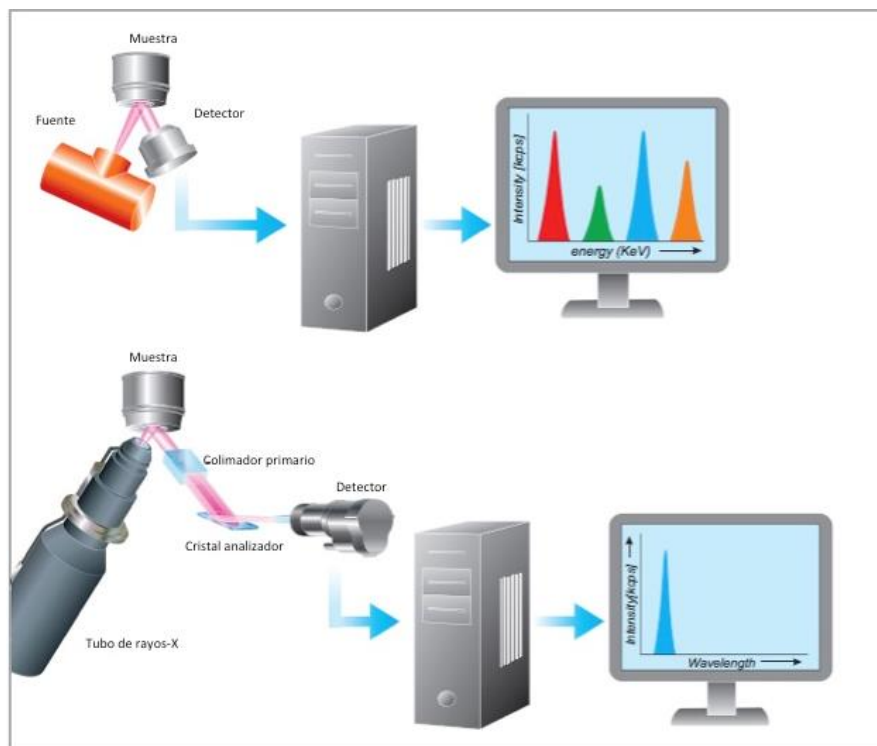 Muestra
Fuente
Detector
Intensity [kcps]
energy (KeV)
Muestra
Colimador primario
Detector
Cristal analizador
Tubo de rayos-X
Intensity[kcps]
Wavelength